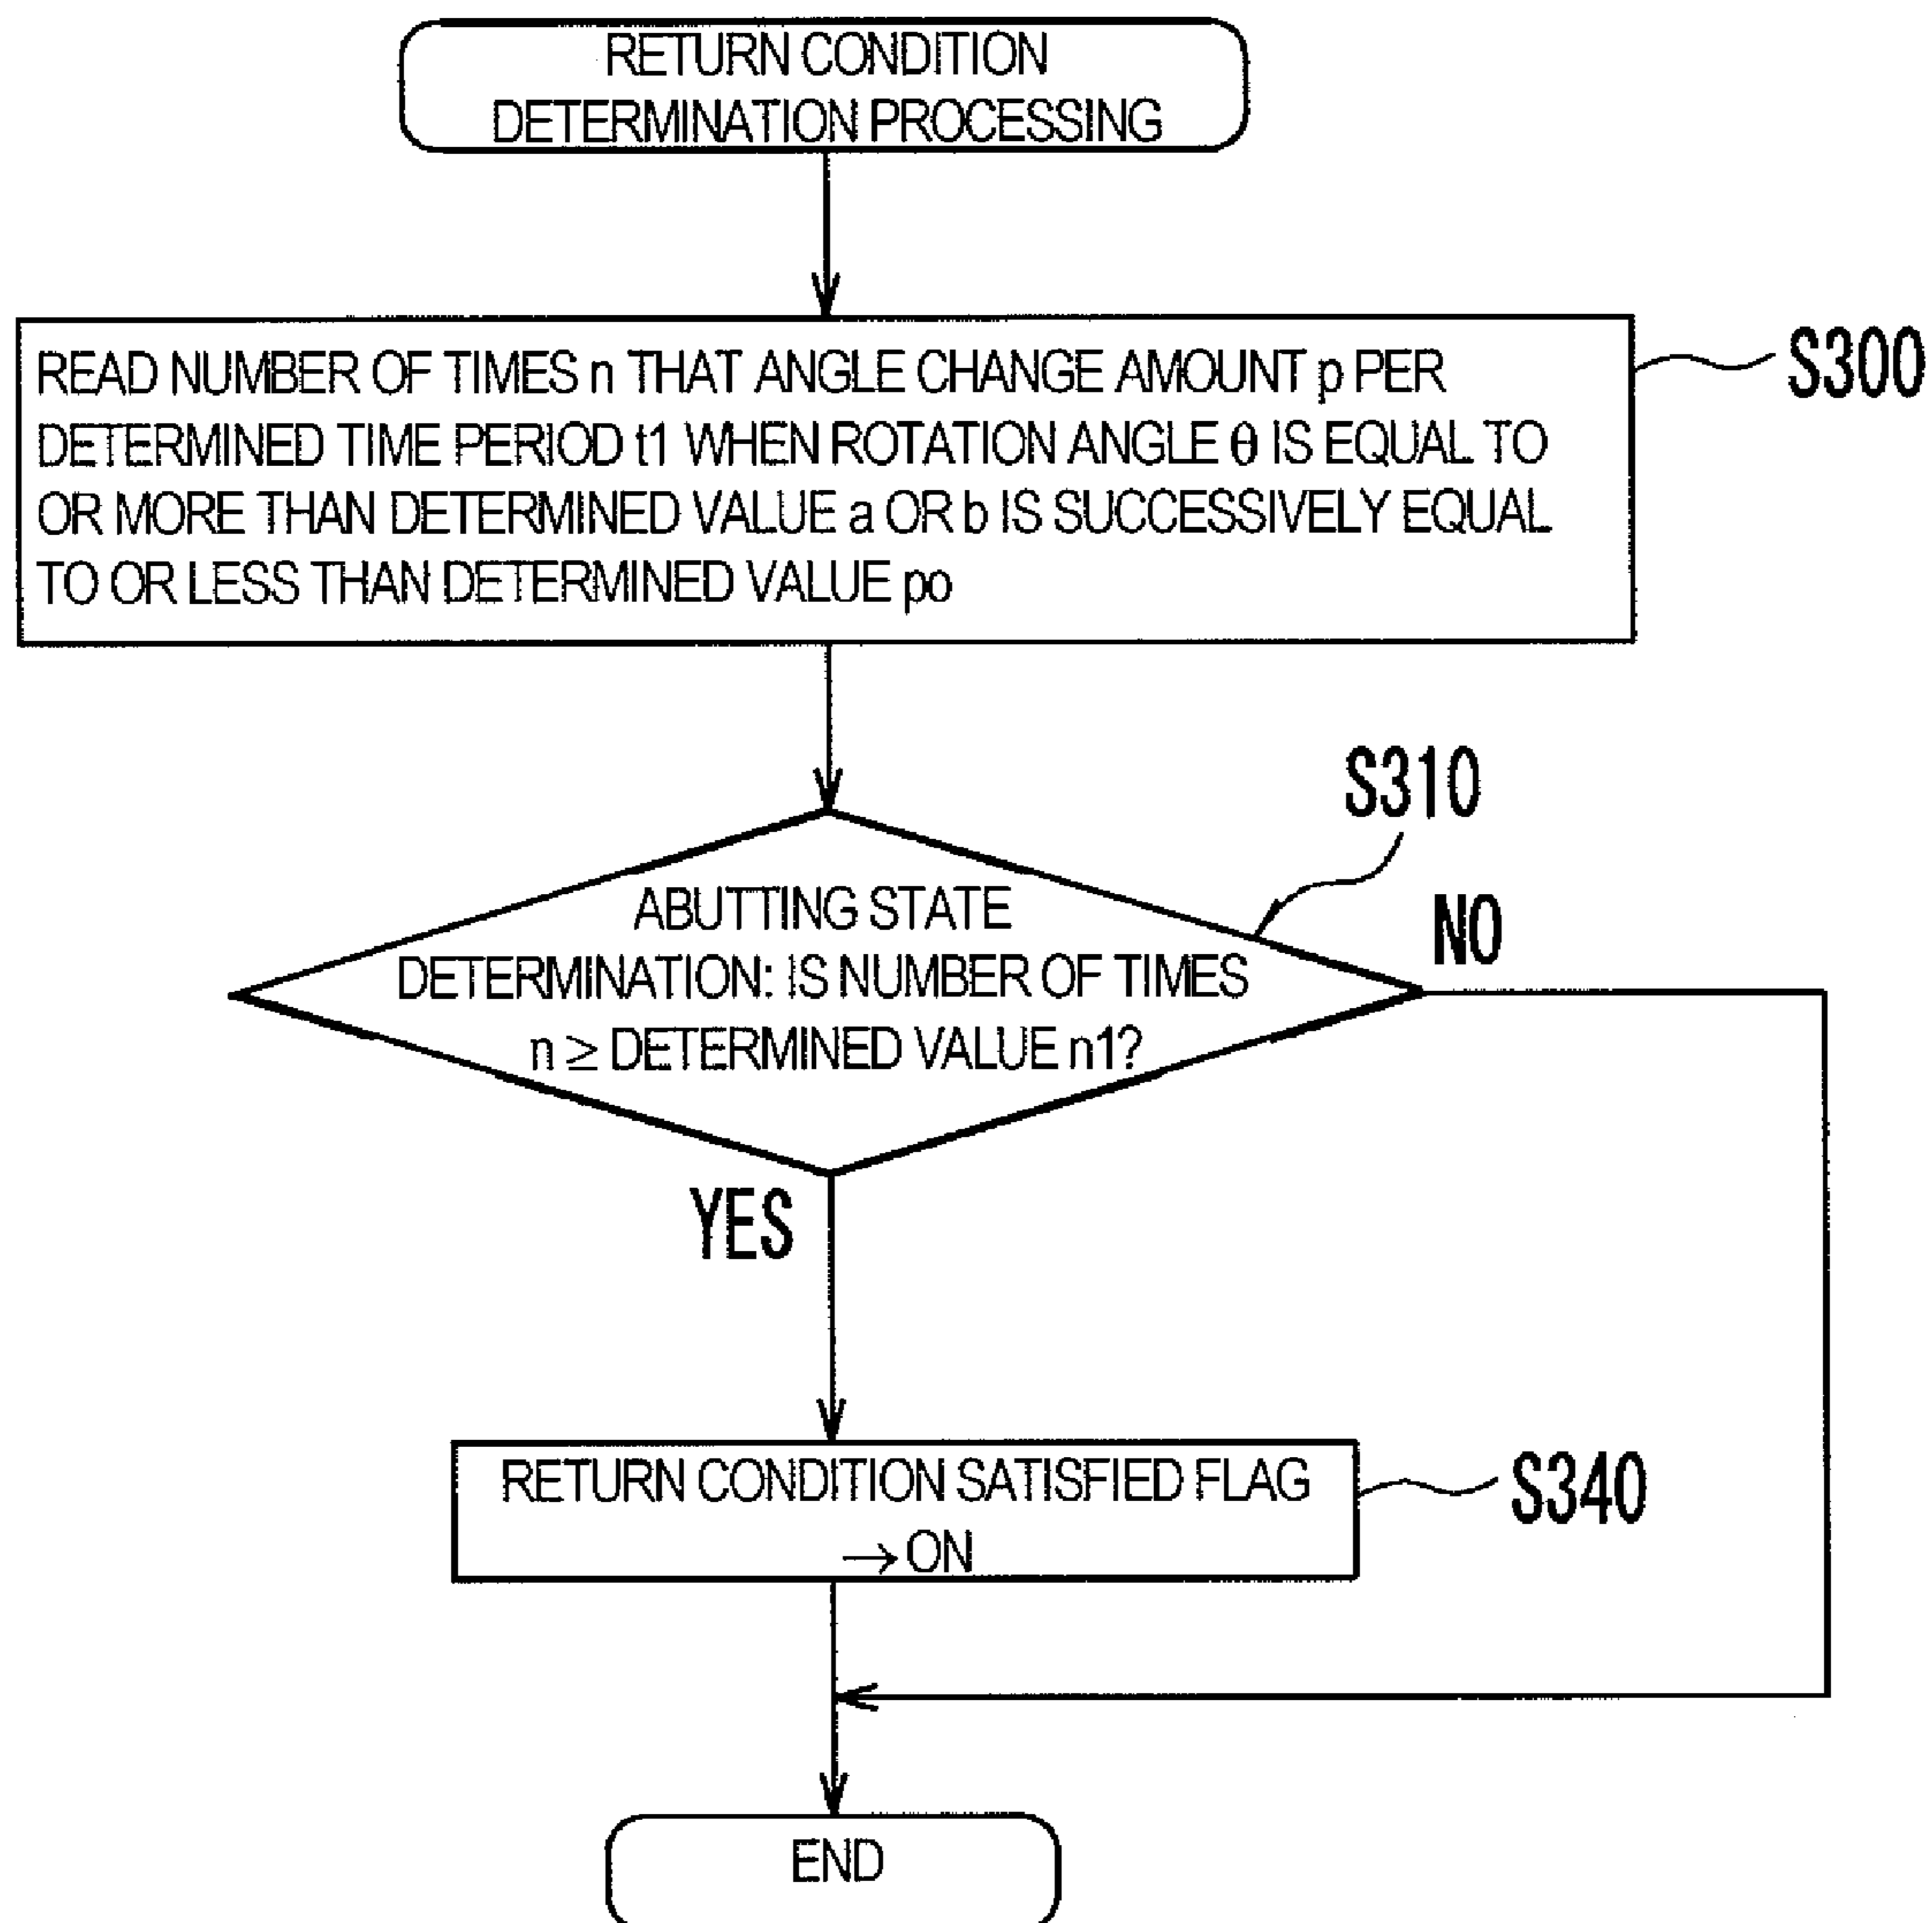 RETURN CONDITION
DETERMINATION PROCESSING
READ NUMBER OF TIMES n THAT ANGLE CHANGE AMOUNT p PER
DETERMINED TIME PERIOD t1 WHEN ROTATION ANGLE θ IS EQUAL TO
OR MORE THAN DETERMINED VALUE a OR b IS SUCCESSIVELY EQUAL
TO OR LESS THAN DETERMINED VALUE po
S300
S310
ABUTTING STATE
DETERMINATION: IS NUMBER OF TIMES
n ≥ DETERMINED VALUE n1?
NO
YES
RETURN CONDITION SATISFIED FLAG
→ ON
S340
END